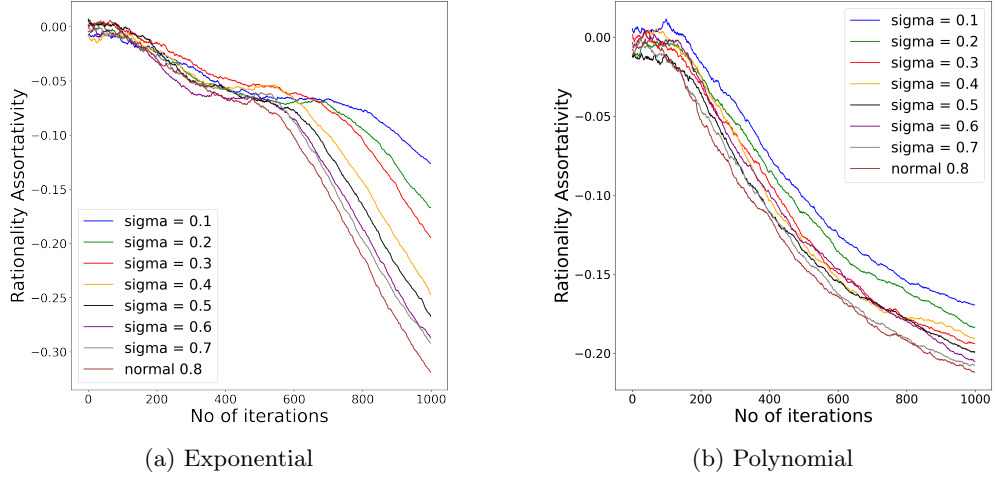 0.00
−0.05
−0.10
−0.15
−0.20
−0.25
−0.30
Rationality Assortativity
sigma = 0.1
sigma = 0.2
sigma = 0.3
sigma = 0.4
sigma = 0.5
sigma = 0.6
sigma = 0.7
normal 0.8
0 200 400 600 800 1000
No of iterations
(a) Exponential
0.00
−0.05
−0.10
−0.15
−0.20
Rationality Assortativity
sigma = 0.1
sigma = 0.2
sigma = 0.3
sigma = 0.4
sigma = 0.5
sigma = 0.6
sigma = 0.7
normal 0.8
0 200 400 600 800 1000
No of iterations
(b) Polynomial